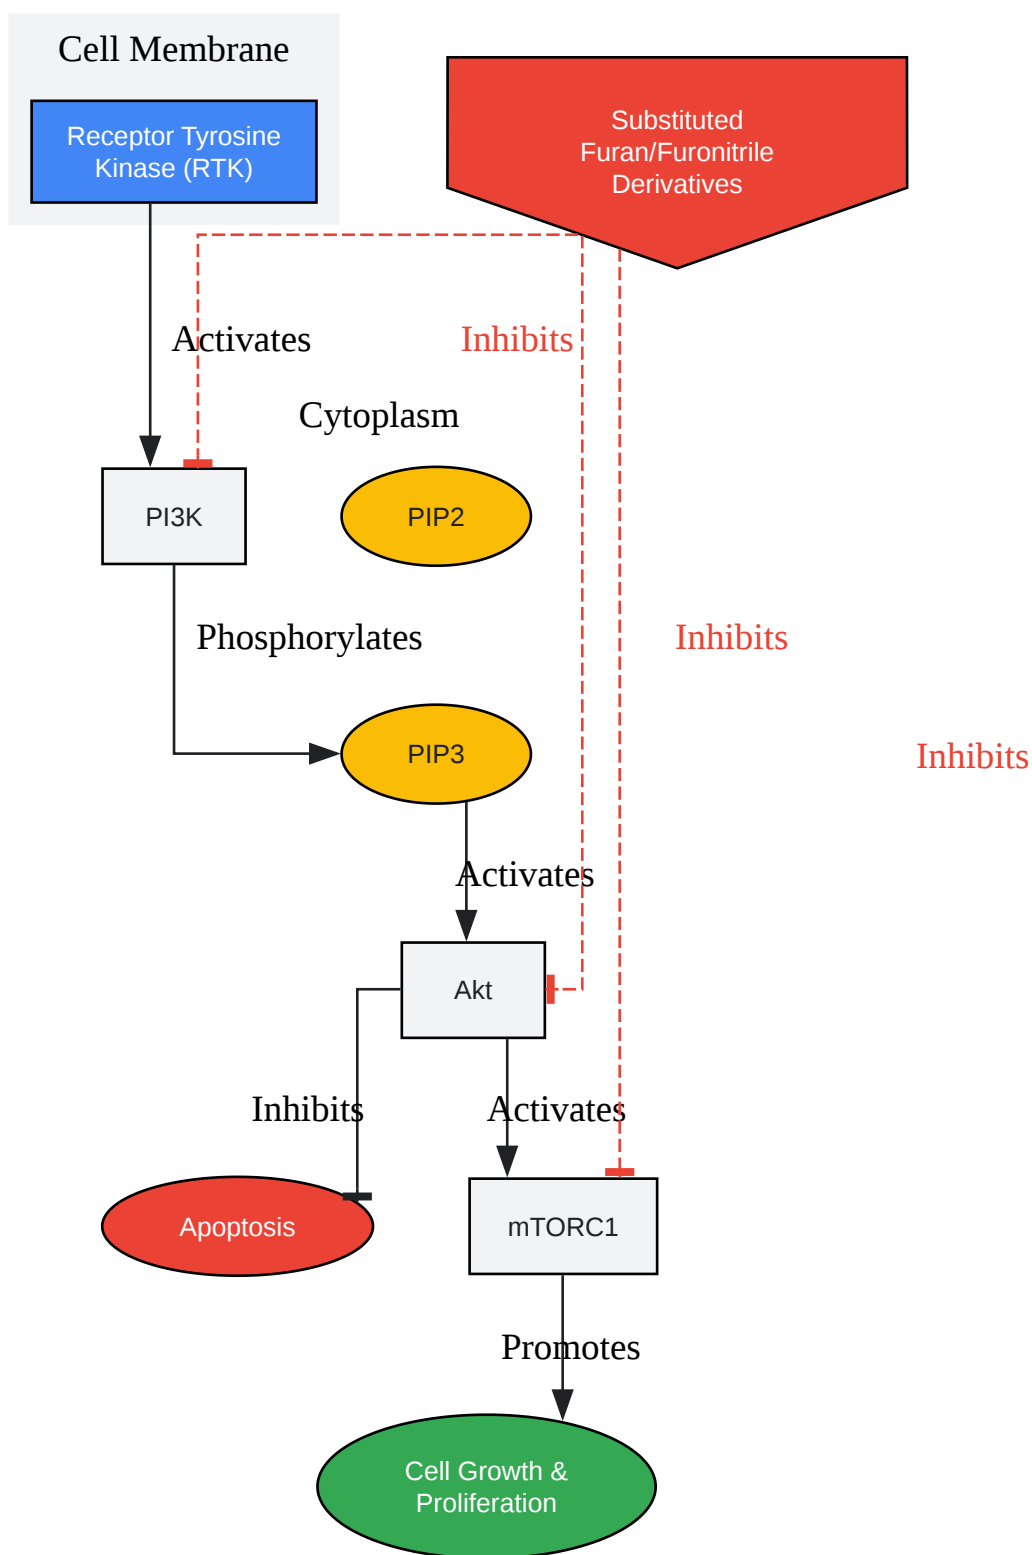 Cell Membrane
Receptor Tyrosine
Kinase (RTK)
Substituted
Furan/Furonitrile
Derivatives
Activates
Inhibits
Cytoplasm
PI3K
PIP2
Phosphorylates
Inhibits
PIP3
Inhibits
Activates
Akt
Inhibits
Activates
Apoptosis
mTORC1
Promotes
Cell Growth &
Proliferation